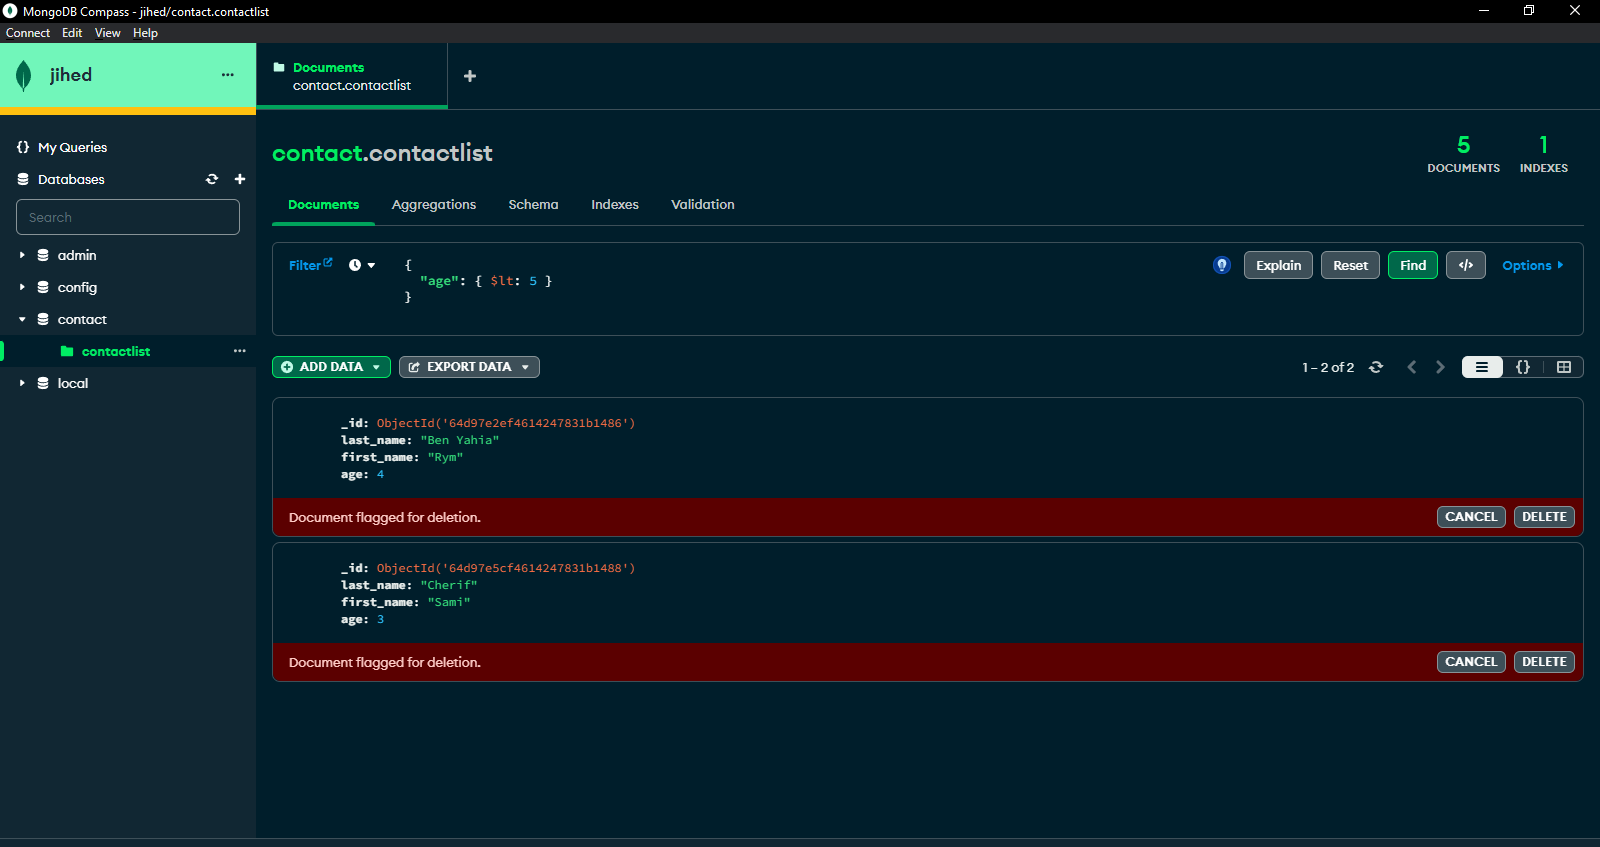 MongoDB Compass - jihed/contact.contactlist
Connect Edit View Help
jihed
Documents
contact.contactlist
My Queries
Databases
Search
admin
config
contact
contactlist
local
contact.contactlist
5
DOCUMENTS
1
INDEXES
Documents Aggregations Schema Indexes Validation
Filter
{
"age": { $lt: 5 }
}
Explain Reset Find </> Options
ADD DATA EXPORT DATA
1 – 2 of 2
{}
_id: ObjectId('64d97e2ef4614247831b1486')
last_name: "Ben Yahia"
first_name: "Rym"
age: 4
Document flagged for deletion.
CANCEL DELETE
_id: ObjectId('64d97e5cf4614247831b1488')
last_name: "Cherif"
first_name: "Sami"
age: 3
Document flagged for deletion.
CANCEL DELETE